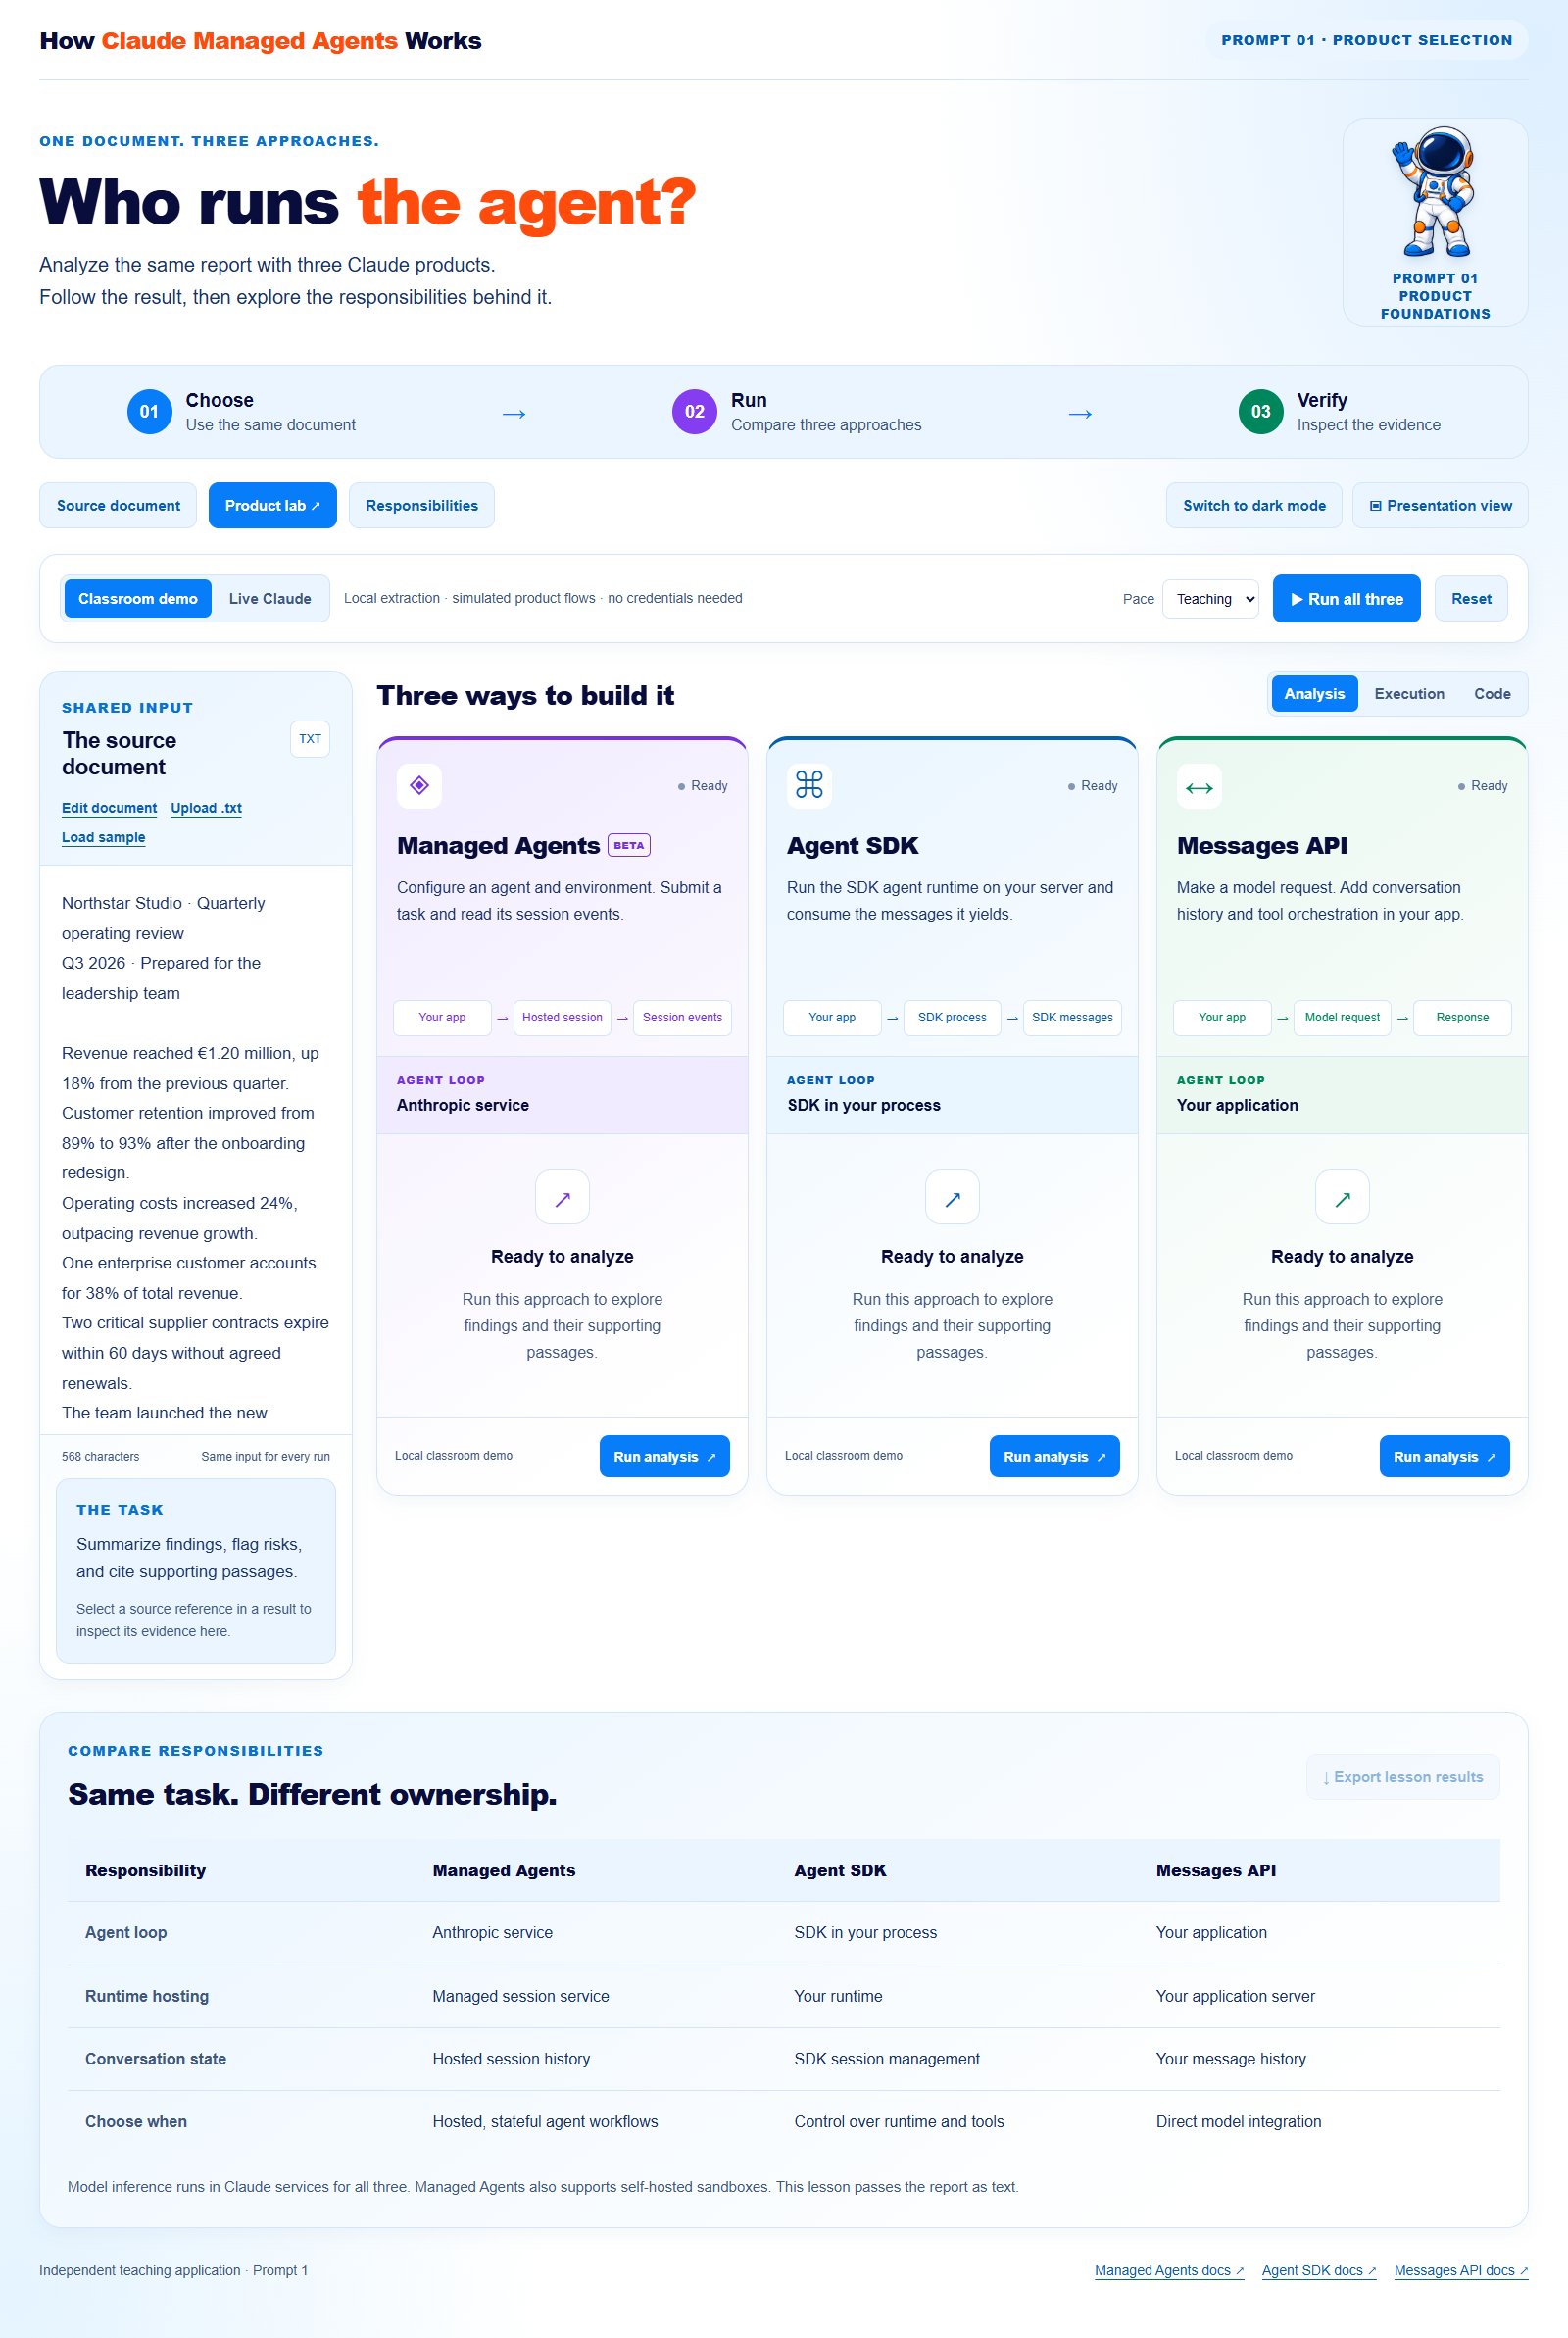 How Claude Managed Agents Works
PROMPT 01 · PRODUCT SELECTION
ONE DOCUMENT. THREE APPROACHES.
Who runs the agent?
Analyze the same report with three Claude products.
Follow the result, then explore the responsibilities behind it.
PROMPT 01
PRODUCT
FOUNDATIONS
01 Choose
Use the same document
→
02 Run
Compare three approaches
→
03 Verify
Inspect the evidence
Source document
Product lab ↗
Responsibilities
Switch to dark mode
Presentation view
Classroom demo
Live Claude
Local extraction · simulated product flows · no credentials needed
Pace
Teaching
▶ Run all three
Reset
SHARED INPUT
The source
document
TXT
Edit document
Upload .txt
Load sample
Northstar Studio · Quarterly
operating review
Q3 2026 · Prepared for the
leadership team
Revenue reached €1.20 million, up
18% from the previous quarter.
Customer retention improved from
89% to 93% after the onboarding
redesign.
Operating costs increased 24%,
outpacing revenue growth.
One enterprise customer accounts
for 38% of total revenue.
Two critical supplier contracts expire
within 60 days without agreed
renewals.
The team launched the new
568 characters
Same input for every run
THE TASK
Summarize findings, flag risks,
and cite supporting passages.
Select a source reference in a result to
inspect its evidence here.
Three ways to build it
Analysis
Execution
Code
Ready
Managed Agents BETA
Configure an agent and environment. Submit a
task and read its session events.
Your app → Hosted session → Session events
AGENT LOOP
Anthropic service
Ready to analyze
Run this approach to explore
findings and their supporting
passages.
Local classroom demo
Run analysis ↗
Ready
Agent SDK
Run the SDK agent runtime on your server and
consume the messages it yields.
Your app → SDK process → SDK messages
AGENT LOOP
SDK in your process
Ready to analyze
Run this approach to explore
findings and their supporting
passages.
Local classroom demo
Run analysis ↗
Ready
Messages API
Make a model request. Add conversation
history and tool orchestration in your app.
Your app → Model request → Response
AGENT LOOP
Your application
Ready to analyze
Run this approach to explore
findings and their supporting
passages.
Local classroom demo
Run analysis ↗
COMPARE RESPONSIBILITIES
Same task. Different ownership.
↓ Export lesson results
Responsibility Managed Agents Agent SDK Messages API
Agent loop Anthropic service SDK in your process Your application
Runtime hosting Managed session service Your runtime Your application server
Conversation state Hosted session history SDK session management Your message history
Choose when Hosted, stateful agent workflows Control over runtime and tools Direct model integration
Model inference runs in Claude services for all three. Managed Agents also supports self-hosted sandboxes. This lesson passes the report as text.
Independent teaching application · Prompt 1
Managed Agents docs ↗
Agent SDK docs ↗
Messages API docs ↗